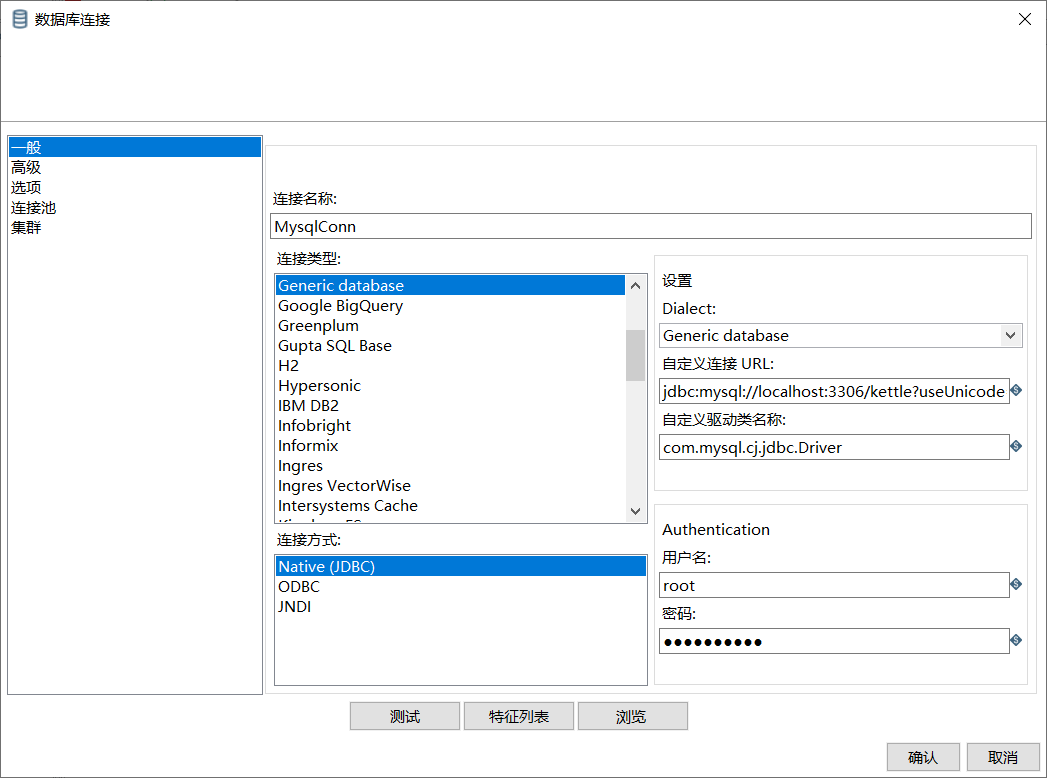 数据库连接
一般
高级
选项
连接池
集群
连接名称:
MysqlConn
连接类型:
Generic database
Google BigQuery
Greenplum
Gupta SQL Base
H2
Hypersonic
IBM DB2
Infobright
Informix
Ingres
Ingres VectorWise
Intersystems Cache
连接方式:
Native (JDBC)
ODBC
JNDI
设置
Dialect:
Generic database
自定义连接 URL:
jdbc:mysql://localhost:3306/kettle?useUnicode
自定义驱动类名称:
com.mysql.cj.jdbc.Driver
Authentication
用户名:
root
密码:
●●●●●●●●●●
测试 特征列表 浏览
确认 取消